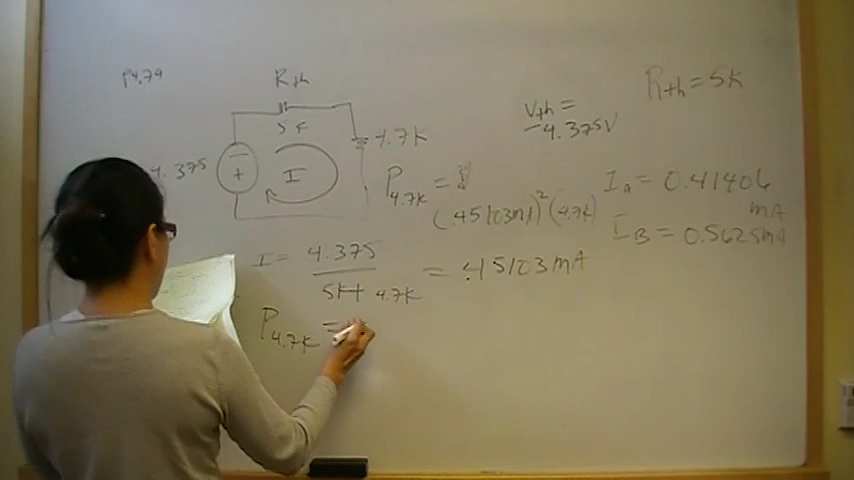 P4.79
Rth
5K
4.7K
4.375
- +
I
Vth =
-4.375V
Rth = 5K
P4.7K =
(.45103mA)²(4.7K)
IA = 0.41406
mA
IB = 0.5625mA
I = 4.375
5K+4.7K
= .45103mA
P4.7K =